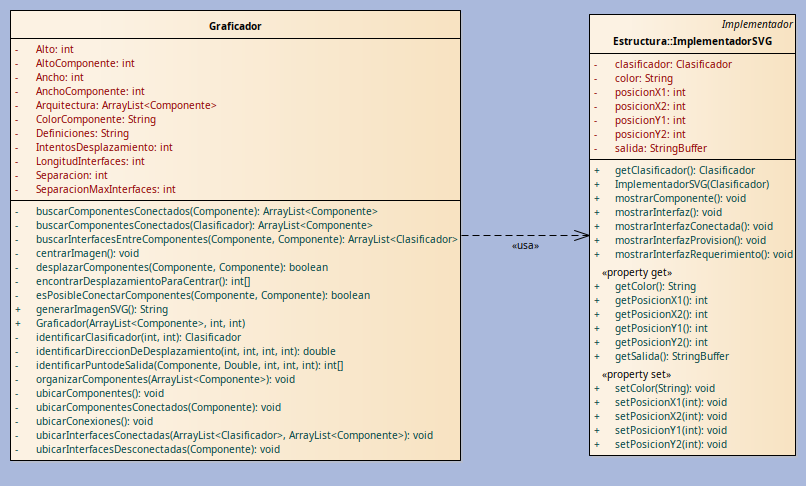 Graficador
- Alto: int
- AltoComponente: int
- Ancho: int
- AnchoComponente: int
- Arquitectura: ArrayList<Componente>
- ColorComponente: String
- Definiciones: String
- IntentosDesplazamiento: int
- LongitudInterfaces: int
- Separacion: int
- SeparacionMaxInterfaces: int
- buscarComponentesConectados(Componente): ArrayList<Componente>
- buscarComponentesConectados(Clasificador): ArrayList<Componente>
- buscarInterfacesEntreComponentes(Componente, Componente): ArrayList<Clasificador>
- centrarImagen(): void
- desplazarComponentes(Componente, Componente): boolean
- encontrarDesplazamientoParaCentrar(): int[]
- esPosibleConectarComponentes(Componente, Componente): boolean
+ generarImagenSVG(): String
+ Graficador(ArrayList<Componente>, int, int)
- identificarClasificador(int, int): Clasificador
- identificarDireccionDeDesplazamiento(int, int, int, int): double
- identificarPuntodeSalida(Componente, Double, int, int, int): int[]
- organizarComponentes(ArrayList<Componente>): void
- ubicarComponentes(): void
- ubicarComponentesConectados(Componente): void
- ubicarConexiones(): void
- ubicarInterfacesConectadas(ArrayList<Clasificador>, ArrayList<Componente>): void
- ubicarInterfacesDesconectadas(Componente): void
«usa»
Implementador
Estructura::ImplementadorSVG
- clasificador: Clasificador
- color: String
- posicionX1: int
- posicionX2: int
- posicionY1: int
- posicionY2: int
- salida: StringBuffer
+ getClasificador(): Clasificador
+ ImplementadorSVG(Clasificador)
+ mostrarComponente(): void
+ mostrarInterfaz(): void
+ mostrarInterfazConectada(): void
+ mostrarInterfazProvision(): void
+ mostrarInterfazRequerimiento(): void
«property get»
+ getColor(): String
+ getPosicionX1(): int
+ getPosicionX2(): int
+ getPosicionY1(): int
+ getPosicionY2(): int
+ getSalida(): StringBuffer
«property set»
+ setColor(String): void
+ setPosicionX1(int): void
+ setPosicionX2(int): void
+ setPosicionY1(int): void
+ setPosicionY2(int): void